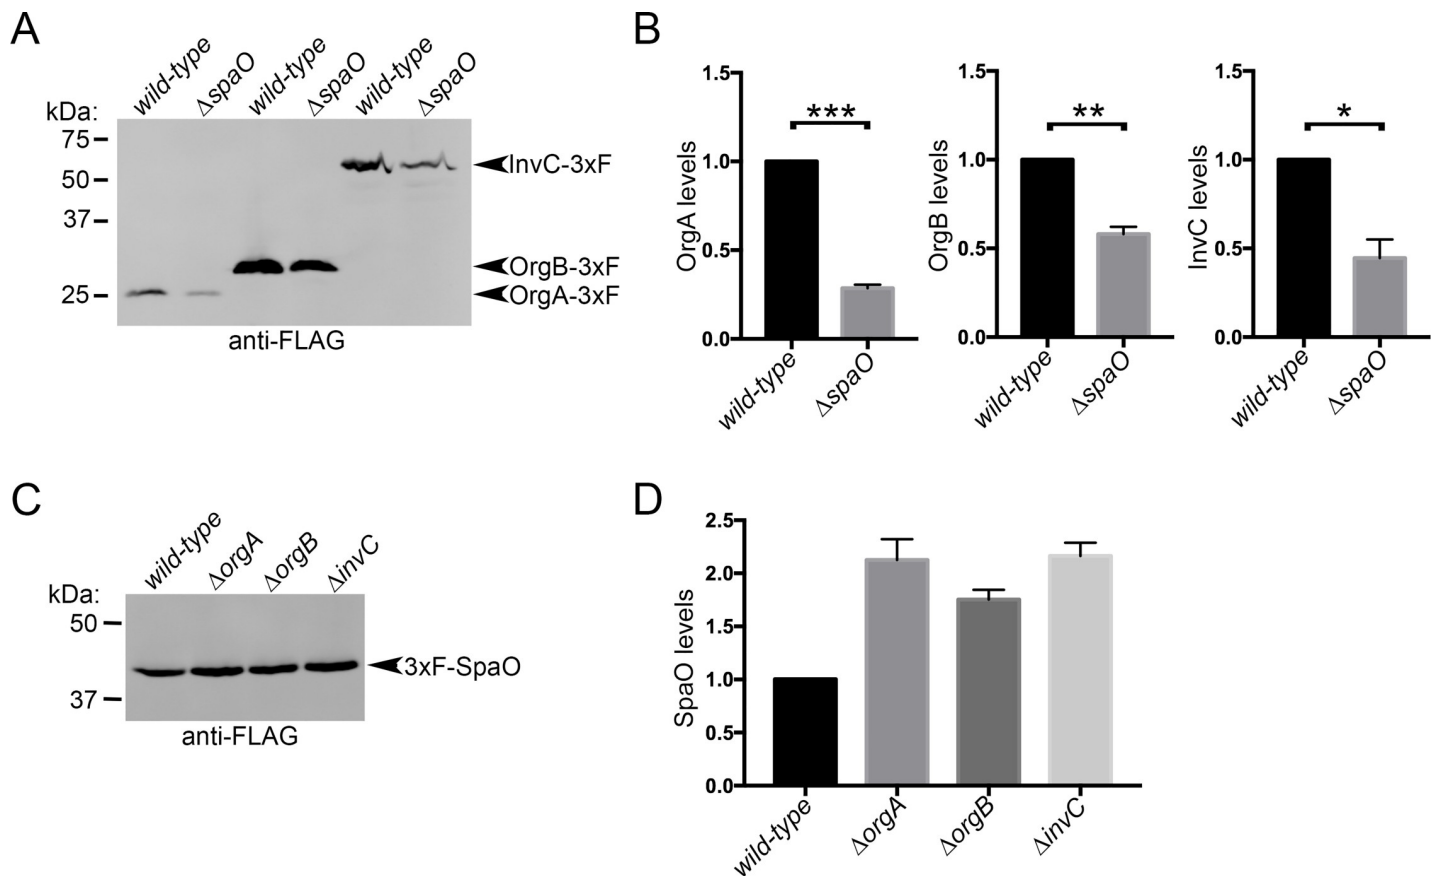 A
wild-type
ΔspaO
wild-type
ΔspaO
wild-type
ΔspaO
kDa:
75
50
37
25
InvC-3xF
OrgB-3xF
OrgA-3xF
anti-FLAG
B
OrgA levels
1.5
1.0
0.5
0.0
***
wild-type
ΔspaO
OrgB levels
1.5
1.0
0.5
0.0
**
wild-type
ΔspaO
InvC levels
1.5
1.0
0.5
0.0
*
wild-type
ΔspaO
C
wild-type
ΔorgA
ΔorgB
ΔinvC
kDa:
50
37
3xF-SpaO
anti-FLAG
D
SpaO levels
2.5
2.0
1.5
1.0
0.5
0.0
wild-type
ΔorgA
ΔorgB
ΔinvC